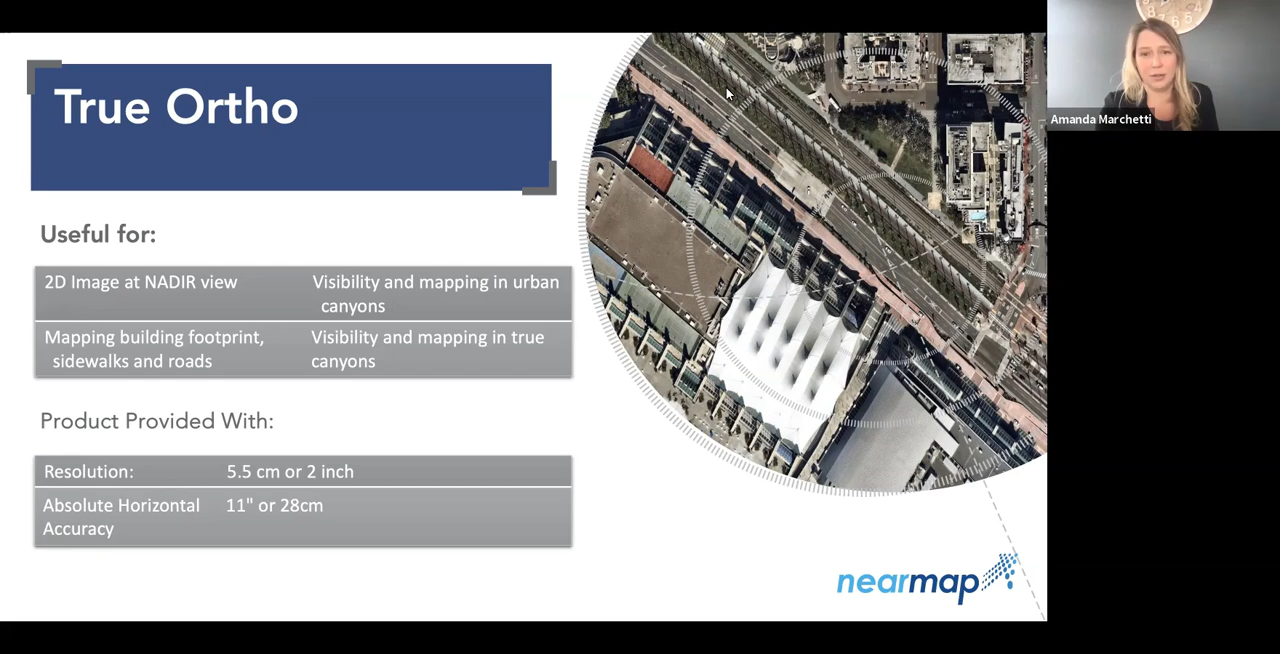 True Ortho
Useful for:
2D Image at NADIR view
Visibility and mapping in urban
canyons
Mapping building footprint,
sidewalks and roads
Visibility and mapping in true
canyons
Product Provided With:
Resolution:
5.5 cm or 2 inch
Absolute Horizontal
Accuracy
11" or 28cm
nearmap
Amanda Marchetti